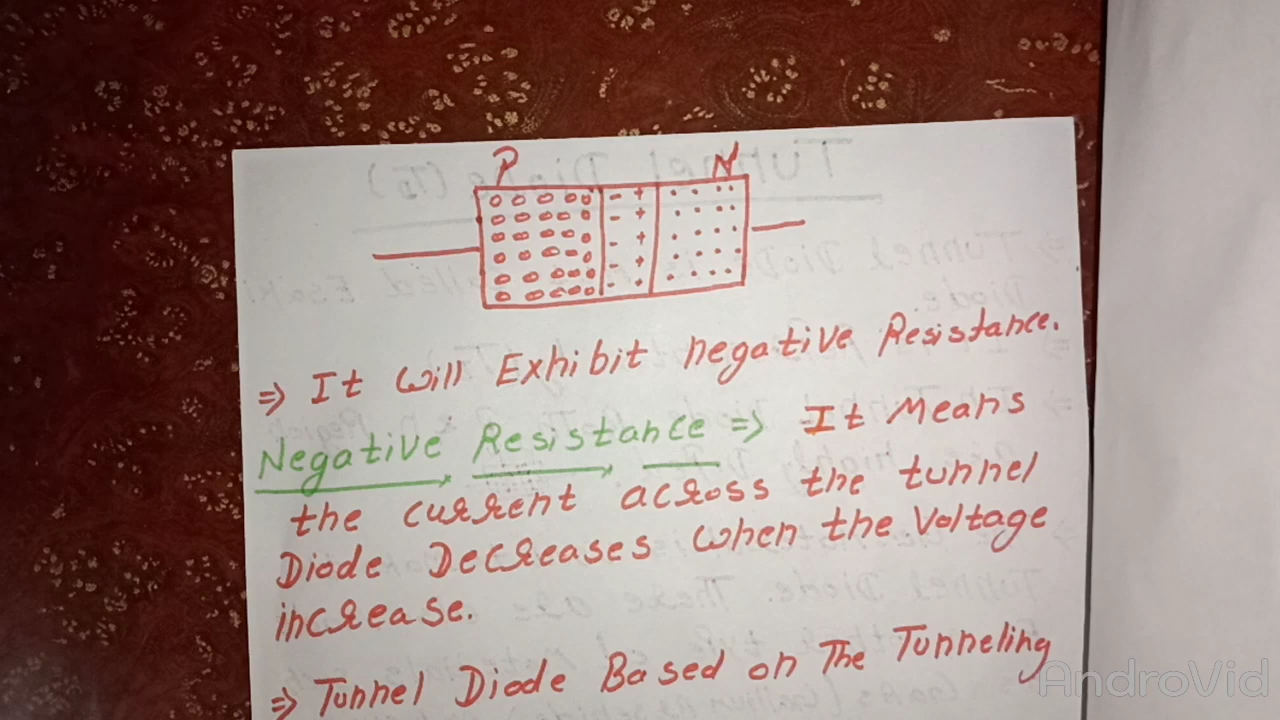 P N
- +
- +
- +
- +
- +
⇒ It will Exhibit negative Resistance.
Negative Resistance ⇒ It Means
the current across the tunnel
Diode Decreases when the Voltage
increase.
⇒ Tunnel Diode Based on The Tunneling
AndroVid